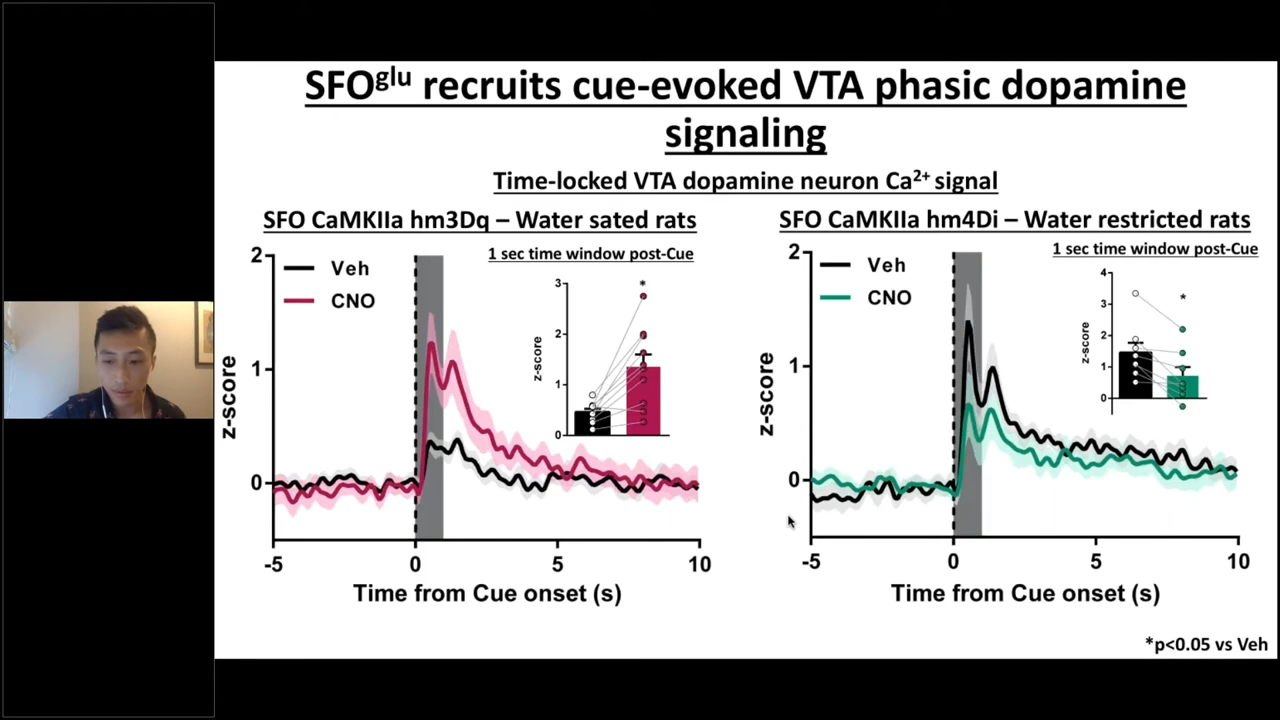 SFOglu recruits cue-evoked VTA phasic dopamine
signaling
Time-locked VTA dopamine neuron Ca2+ signal
SFO CaMKIIa hm3Dq – Water sated rats
1 sec time window post-Cue
2
1
0
z-score
Veh
CNO
*
3
2
1
0
z-score
-5
0
5
10
Time from Cue onset (s)
SFO CaMKIIa hm4Di – Water restricted rats
1 sec time window post-Cue
2
1
0
z-score
Veh
CNO
*
4
3
2
1
0
z-score
-5
0
5
10
Time from Cue onset (s)
*p<0.05 vs Veh